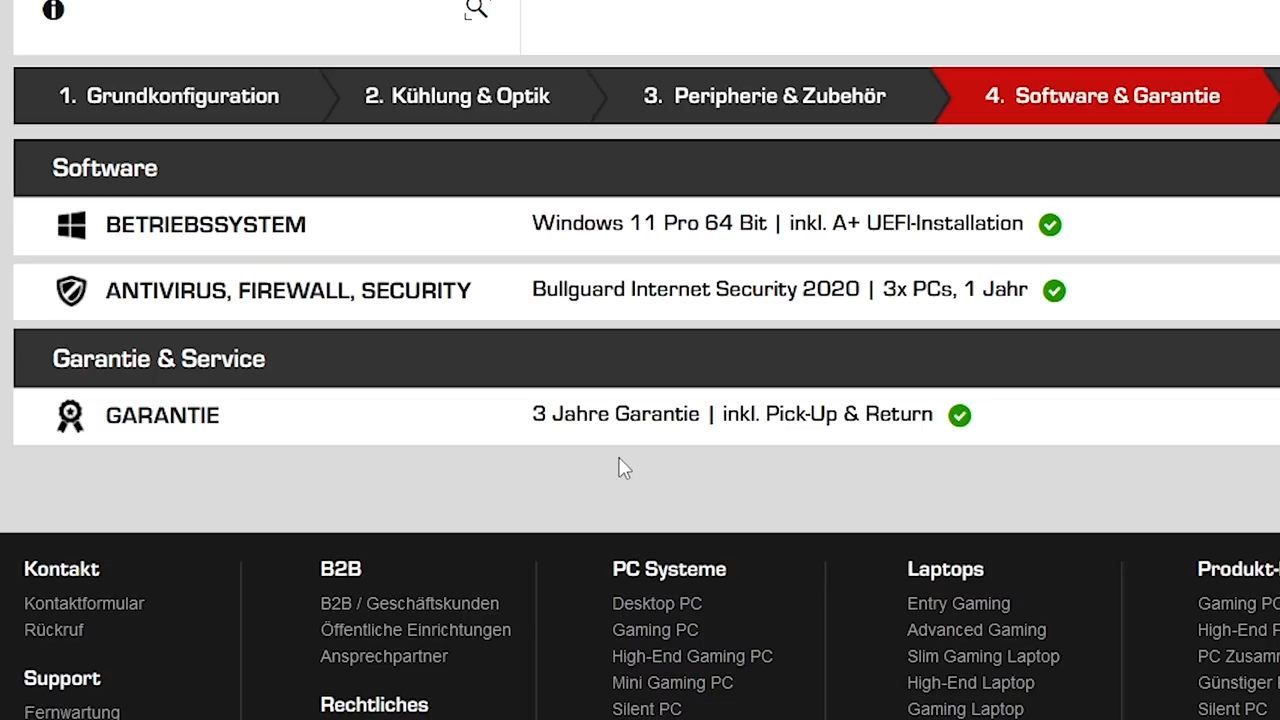 1. Grundkonfiguration
2. Kühlung & Optik
3. Peripherie & Zubehör
4. Software & Garantie
Software
BETRIEBSSYSTEM
Windows 11 Pro 64 Bit | inkl. A+ UEFI-Installation
ANTIVIRUS, FIREWALL, SECURITY
Bullguard Internet Security 2020 | 3x PCs, 1 Jahr
Garantie & Service
GARANTIE
3 Jahre Garantie | inkl. Pick-Up & Return
Kontakt
Kontaktformular
Rückruf
Support
Fernwartung
B2B
B2B / Geschäftskunden
Öffentliche Einrichtungen
Ansprechpartner
Rechtliches
PC Systeme
Desktop PC
Gaming PC
High-End Gaming PC
Mini Gaming PC
Silent PC
Laptops
Entry Gaming
Advanced Gaming
Slim Gaming Laptop
High-End Laptop
Gaming Laptop
Produkt-
Gaming PC
High-End
PC
Günstiger
Silent PC